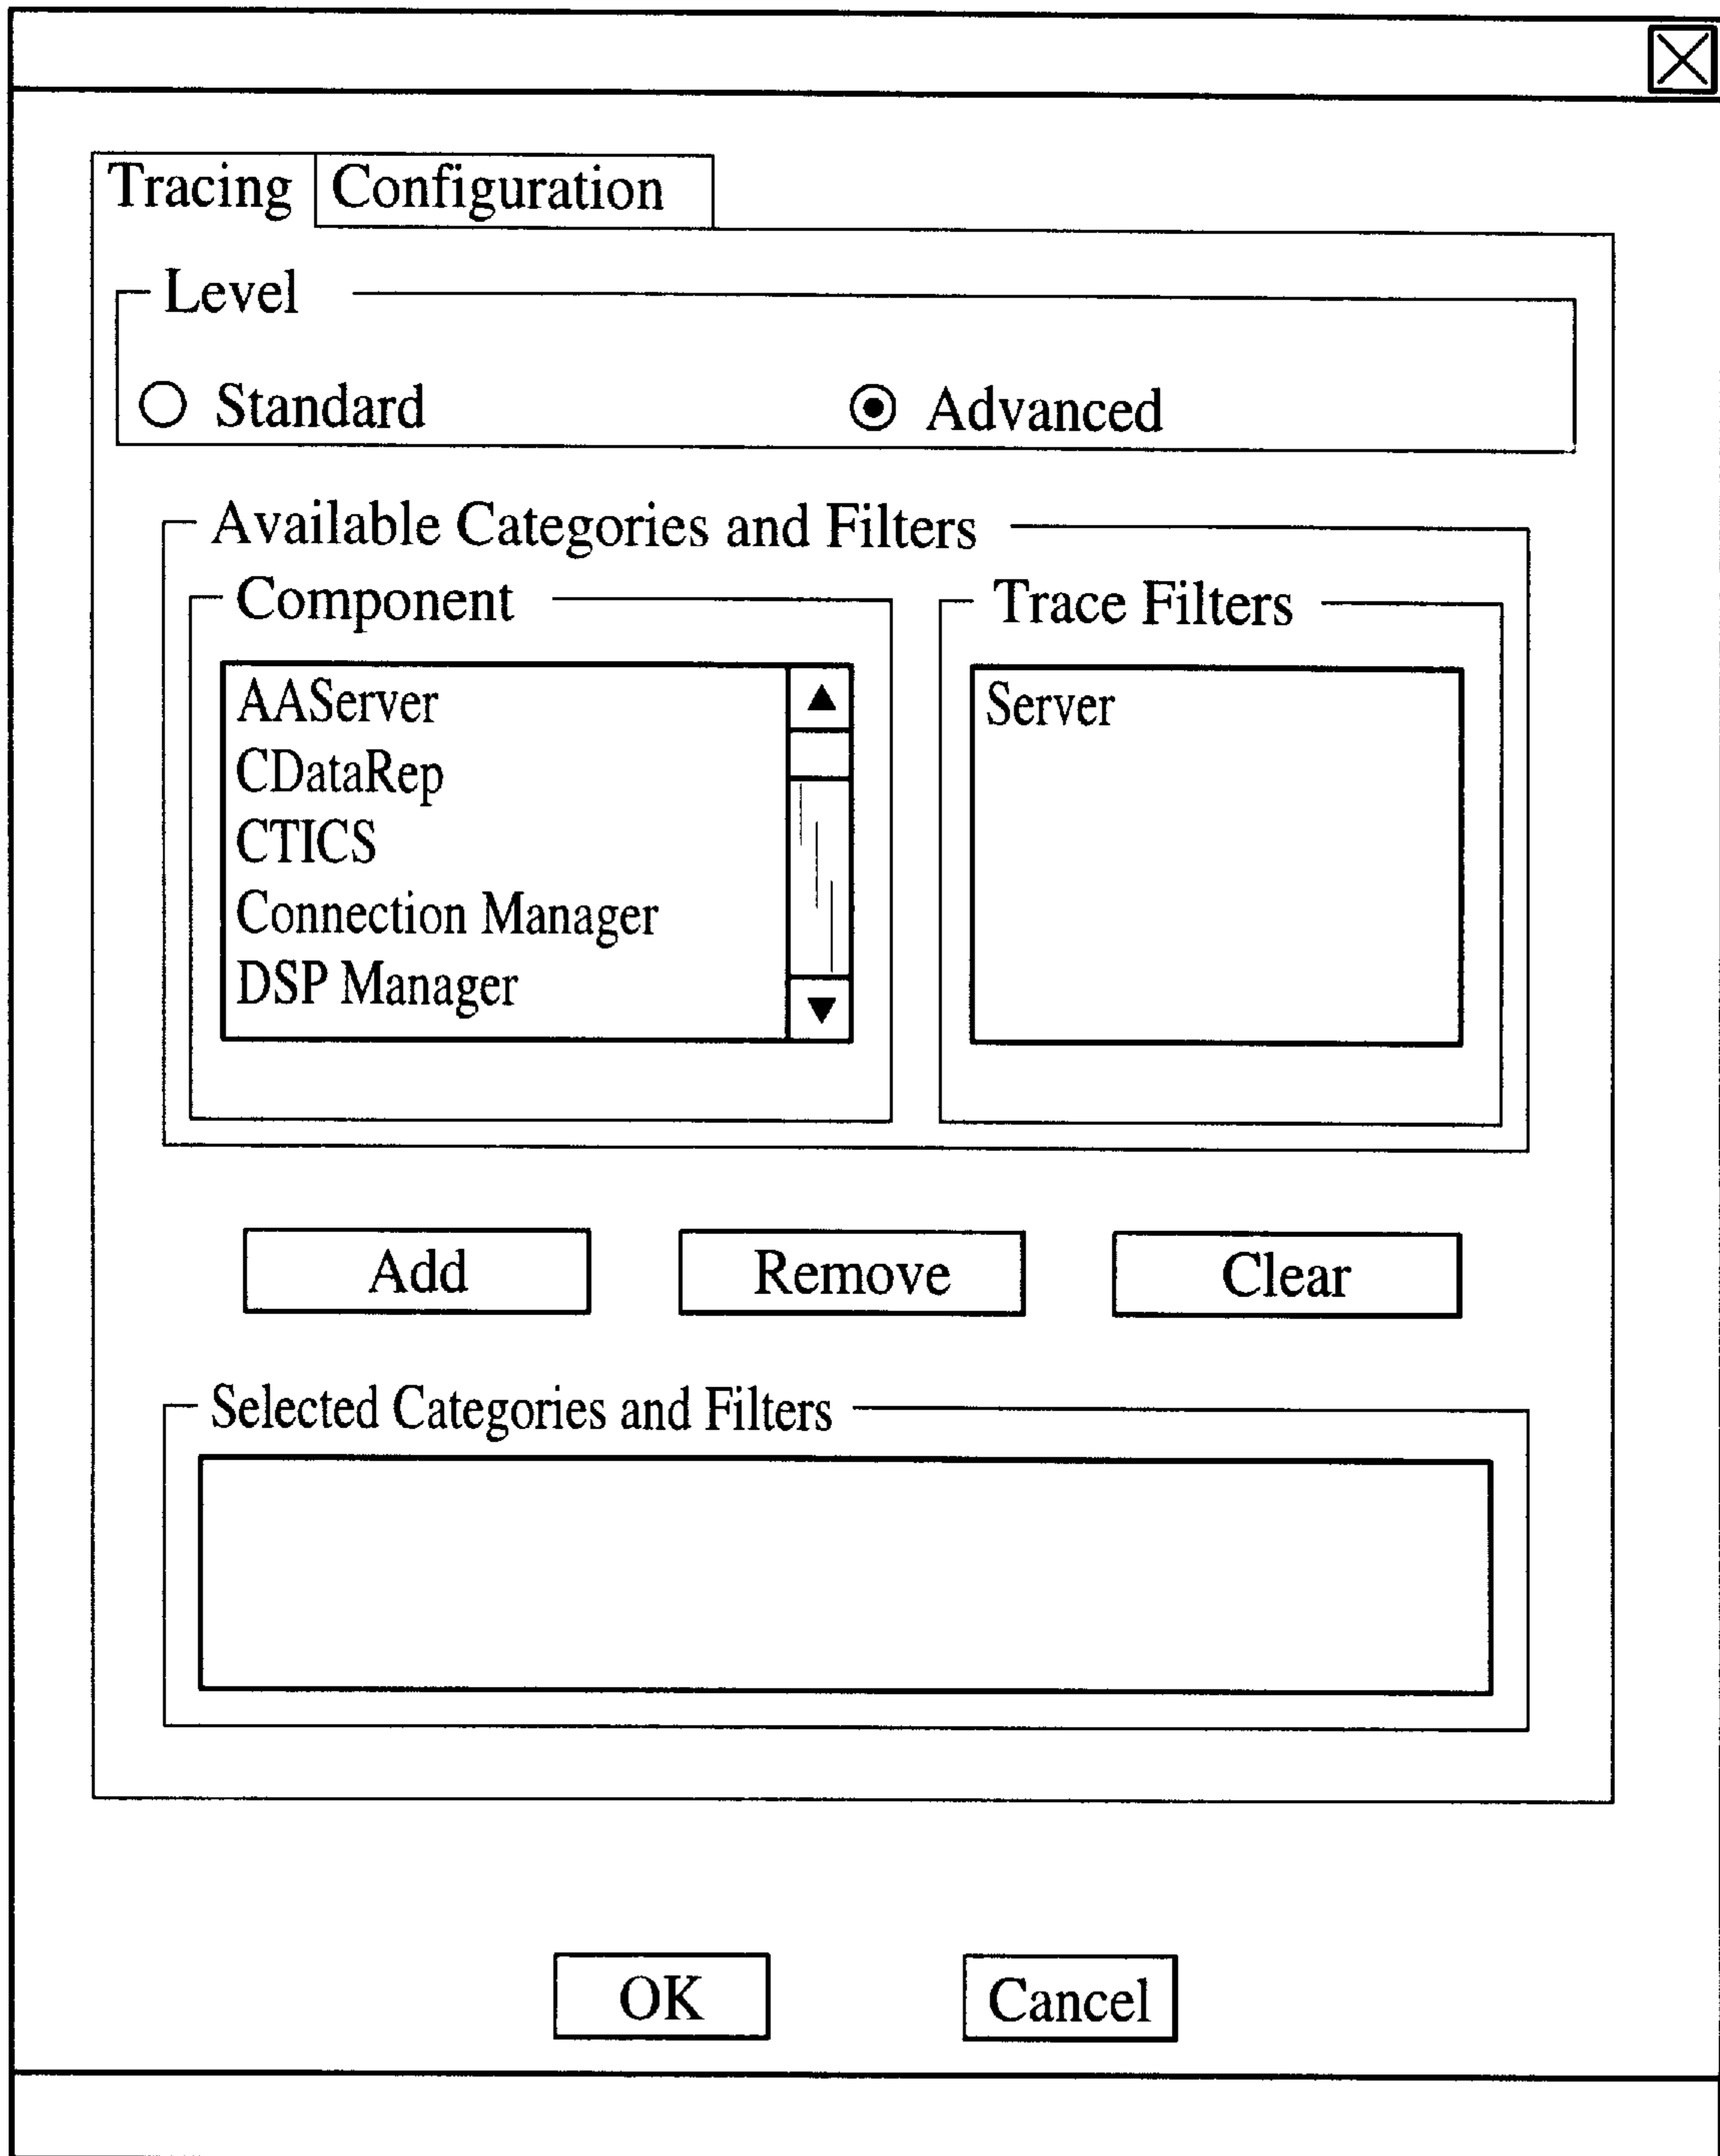 Tracing
Configuration
Level
Standard
Advanced
Available Categories and Filters
Component
AAServer
CDataRep
CTICS
Connection Manager
DSP Manager
Trace Filters
Server
Add
Remove
Clear
Selected Categories and Filters
OK
Cancel